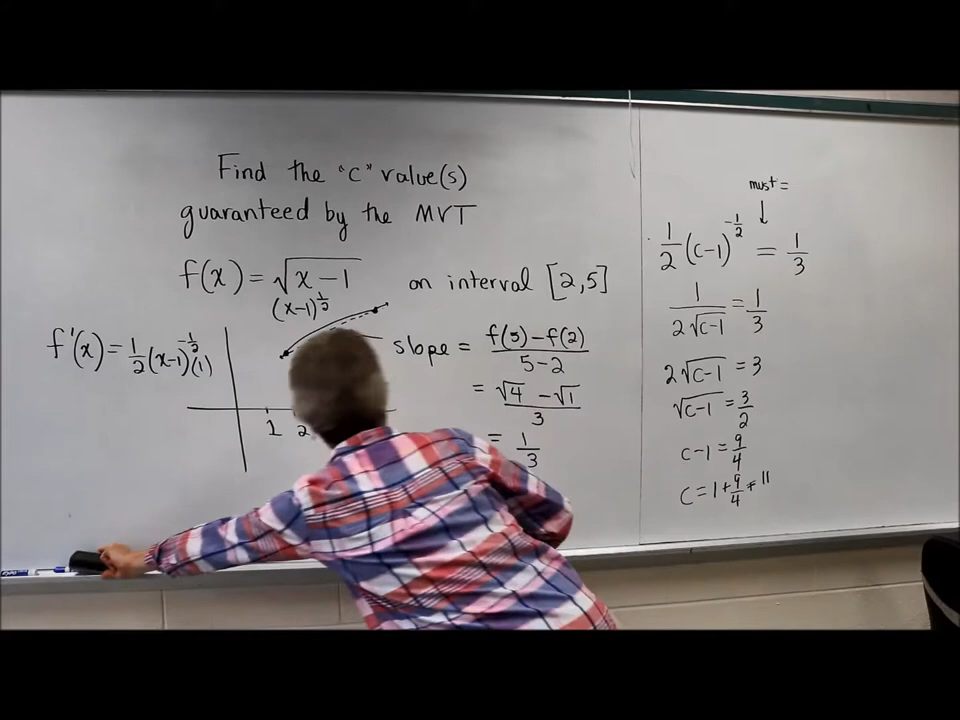 Find the "c" value(s)
guaranteed by the MVT
f(x) = √(x-1) on interval [2,5]
(x-1)^(1/2)
f'(x) = 1/2 (x-1)^(-1/2) (1)
1 2
slope = (f(5)-f(2))/(5-2)
= (√4 - √1)/3
= 1/3
must =
1/2 (c-1)^(-1/2) = 1/3
1/(2√(c-1)) = 1/3
2√(c-1) = 3
√(c-1) = 3/2
c-1 = 9/4
c = 1 + 9/4 = 11